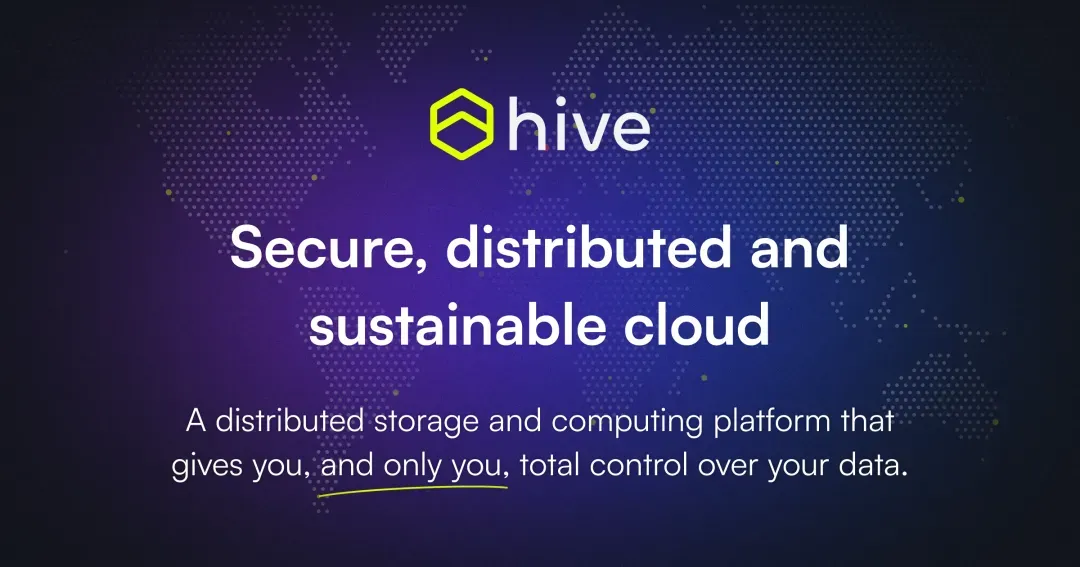 hive
Secure, distributed and
sustainable cloud
A distributed storage and computing platform that
gives you, and only you, total control over your data.